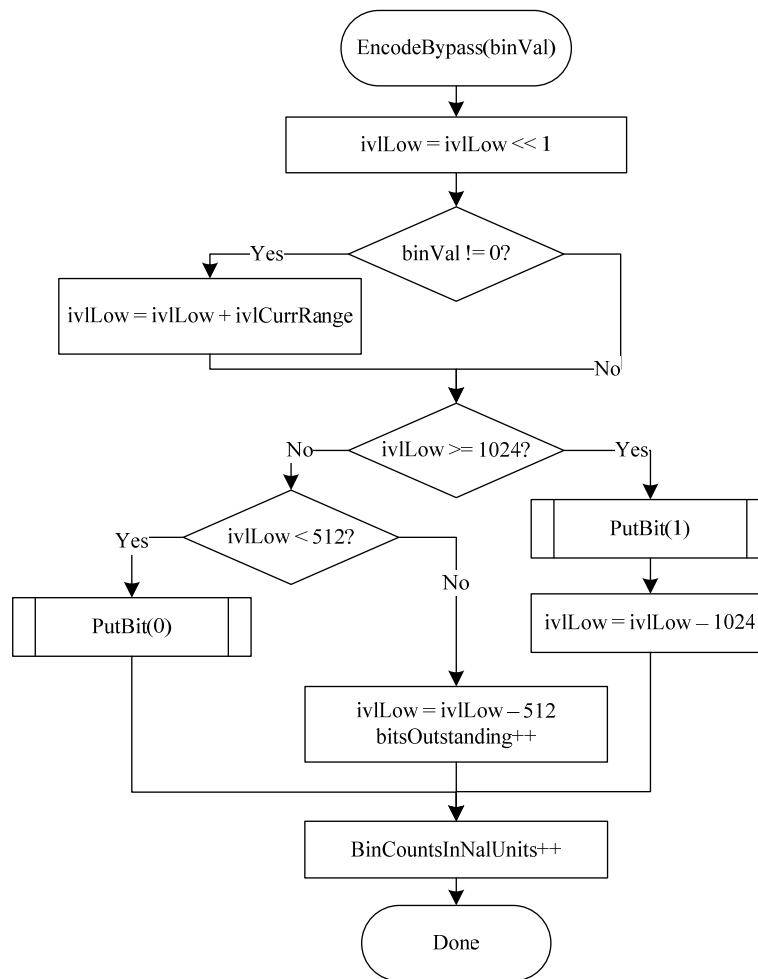 EncodeBypass(binVal)
ivlLow = ivlLow << 1
binVal != 0?
Yes
ivlLow = ivlLow + ivlCurrRange
No
ivlLow >= 1024?
No
Yes
PutBit(1)
ivlLow < 512?
Yes
No
PutBit(0)
ivlLow = ivlLow – 1024
ivlLow = ivlLow – 512
bitsOutstanding++
BinCountsInNalUnits++
Done